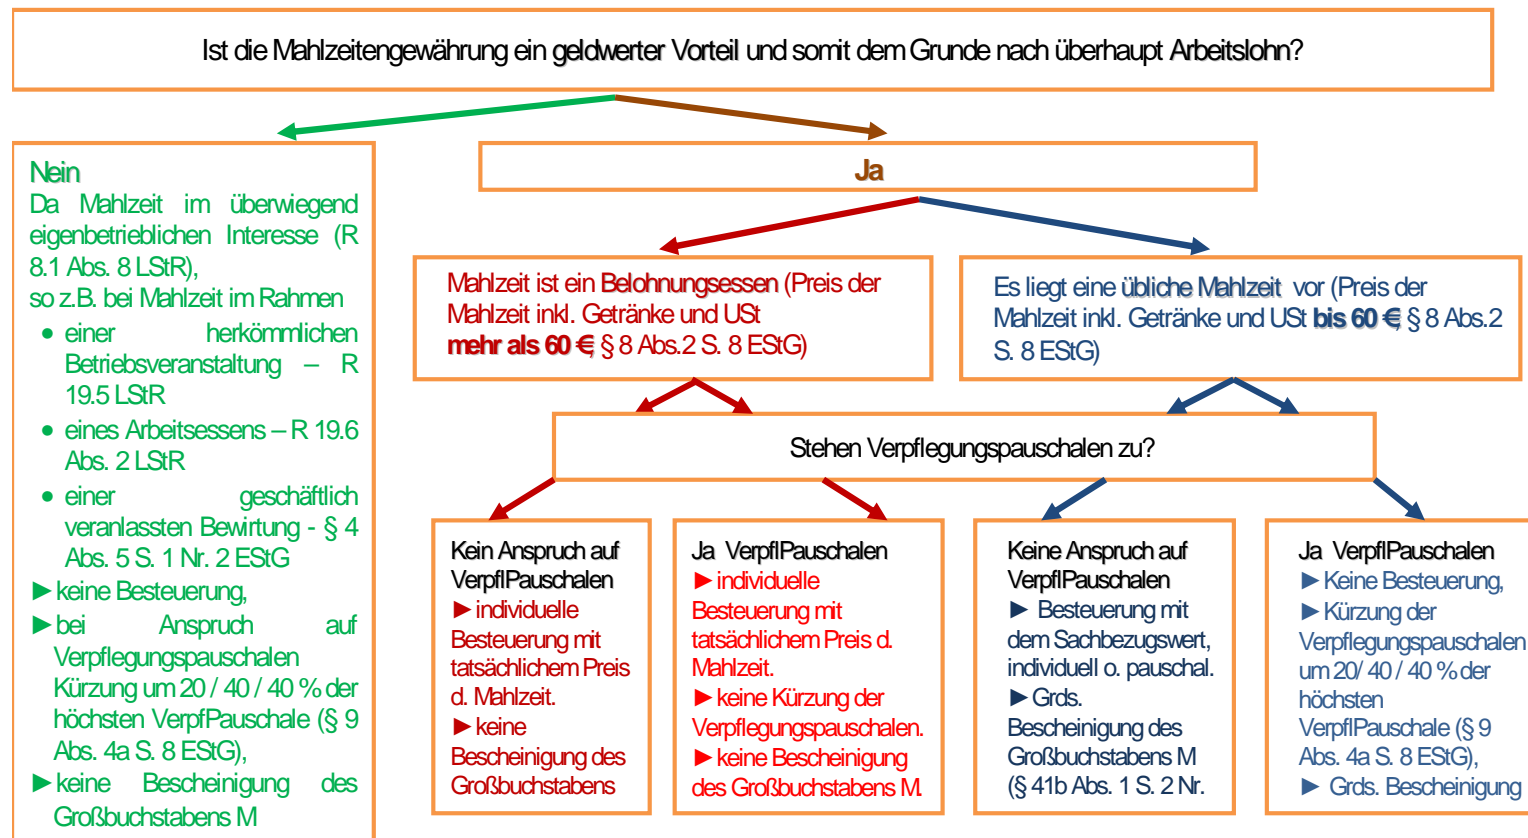 Ist die Mahlzeitengewährung ein geldwerter Vorteil und somit dem Grunde nach überhaupt Arbeitslohn?
Nein
Da Mahlzeit im überwiegend
eigenbetrieblichen Interesse (R
8.1 Abs. 8 LStR),
so z.B. bei Mahlzeit im Rahmen
• einer herkömmlichen
Betriebsveranstaltung – R
19.5 LStR
• eines Arbeitsessens – R 19.6
Abs. 2 LStR
• einer geschäftlich
veranlassten Bewirtung - § 4
Abs. 5 S. 1 Nr. 2 EStG
► keine Besteuerung,
► bei Anspruch auf
Verpflegungspauschalen
Kürzung um 20 / 40 / 40 % der
höchsten VerpfPauschale (§ 9
Abs. 4a S. 8 EStG),
► keine Bescheinigung des
Großbuchstabens M
Ja
Mahlzeit ist ein Belohnungsessen (Preis der
Mahlzeit inkl. Getränke und USt
mehr als 60 €, § 8 Abs.2 S. 8 EStG)
Es liegt eine übliche Mahlzeit vor (Preis der
Mahlzeit inkl. Getränke und USt bis 60 €, § 8 Abs.2
S. 8 EStG)
Stehen Verpflegungspauschalen zu?
Kein Anspruch auf
VerpflPauschalen
► individuelle
Besteuerung mit
tatsächlichem Preis
d. Mahlzeit.
► keine
Bescheinigung des
Großbuchstabens
Ja VerpflPauschalen
► individuelle
Besteuerung mit
tatsächlichem Preis d.
Mahlzeit.
► keine Kürzung der
Verpflegungspauschalen.
► keine Bescheinigung
des Großbuchstabens M.
Keine Anspruch auf
VerpflPauschalen
► Besteuerung mit
dem Sachbezugswert,
individuell o. pauschal.
► Grds.
Bescheinigung des
Großbuchstabens M
(§ 41b Abs. 1 S. 2 Nr.
Ja VerpflPauschalen
► Keine Besteuerung,
► Kürzung der
Verpflegungspauschalen
um 20/ 40 / 40 % der
höchsten
VerpflPauschale (§ 9
Abs. 4a S. 8 EStG),
► Grds. Bescheinigung